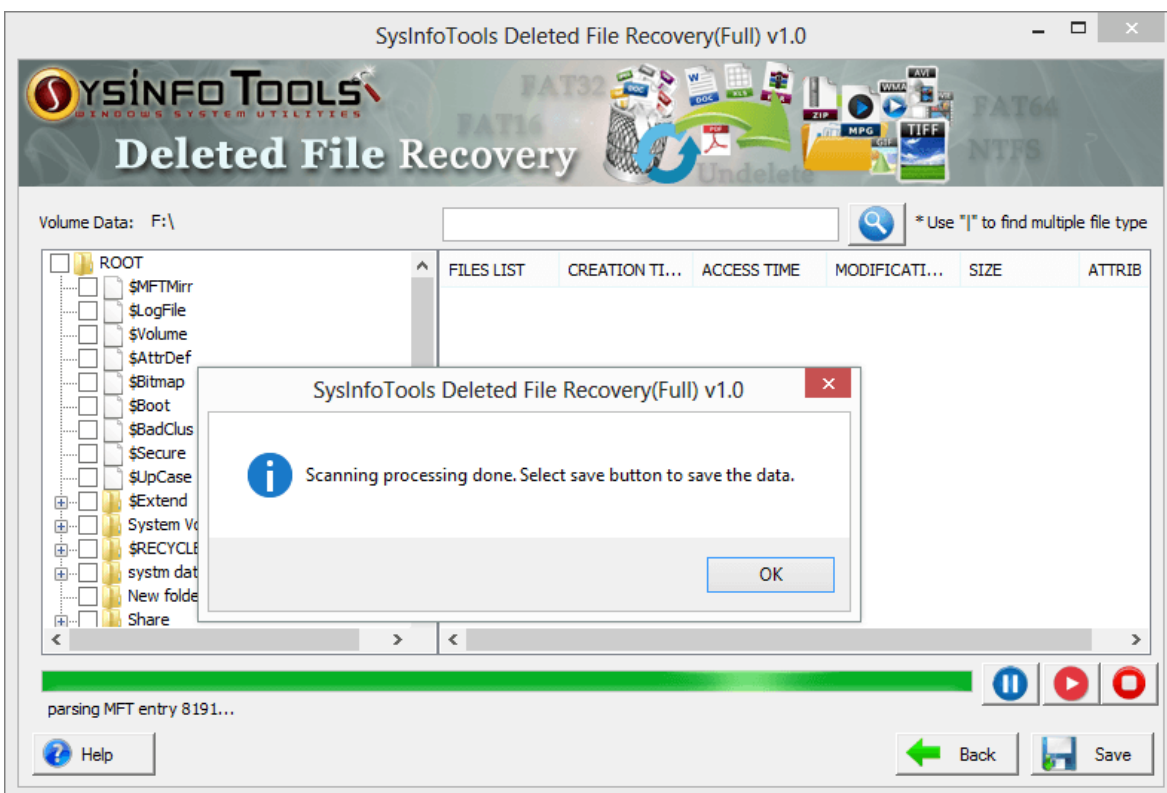 SysInfoTools Deleted File Recovery(Full) v1.0
SYSINFO TOOLS
WINDOWS SYSTEM UTILITIES
Deleted File Recovery
FAT32
FAT16
Undelete
FAT64
NTFS
DOC
DOC
XLS
PDF
ZIP
WMA
AVI
MPG
GIF
TIFF
Volume Data: F:\
* Use "|" to find multiple file type
ROOT
$MFTMirr
$LogFile
$Volume
$AttrDef
$Bitmap
$Boot
$BadClus
$Secure
$UpCase
$Extend
System Vo
$RECYCLE
systm dat
New folde
Share
FILES LIST CREATION TI... ACCESS TIME MODIFICATI... SIZE ATTRIB
SysInfoTools Deleted File Recovery(Full) v1.0
Scanning processing done. Select save button to save the data.
OK
parsing MFT entry 8191...
Help
Back
Save